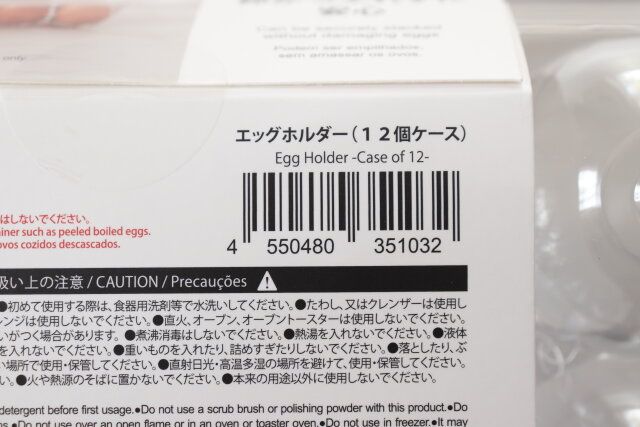 only.
Can be securely stacked
without damaging eggs.
Podem ser empilhados,
sem amassar os ovos.
エッグホルダー(１２個ケース)
Egg Holder -Case of 12-
4 550480 351032
はしないでください。
ainer such as peeled boiled eggs.
ovos cozidos descascados.
扱い上の注意 / CAUTION / Precauções
●初めて使用する際は、食器用洗剤等で水洗いしてください。●たわし、又はクレンザーは使用し
レンジは使用しないでください。●直火、オーブン、オーブントースターは使用しないでください。
いがつく場合があります。●煮沸消毒はしないでください。●熱湯を入れないでください。●液体
を入れないでください。●重いものを入れたり、詰めすぎたりしないでください。●落としたり、ぶ
い場所で使用・保管してください。●直射日光・高温多湿の場所を避けて、使用・保管してください。
い。●火や熱源のそばに置かないでください。●本来の用途以外に使用しないでください。
detergent before first usage.●Do not use a scrub brush or polishing powder with this product.●Do
s.●Do not use over an open flame or in an oven or toaster oven.●Do not use in freezer.●It may